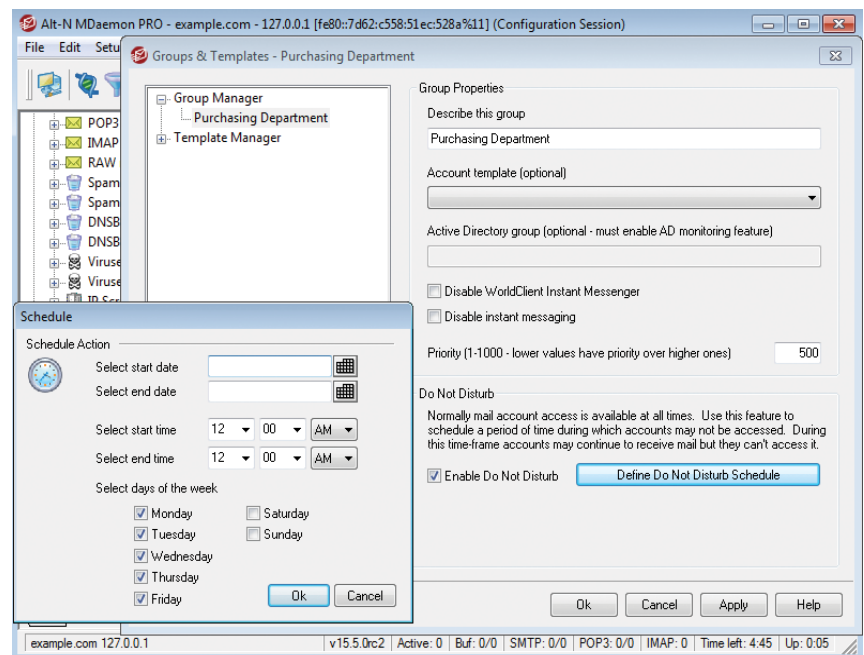 Alt-N MDaemon PRO - example.com - 127.0.0.1 [fe80::7d62:c558:51ec:528a%11] (Configuration Session)
File Edit Setu
Groups & Templates - Purchasing Department
Group Manager
Purchasing Department
Template Manager
POP3
IMAP
RAW
Spam
Spam
DNSB
DNSB
Viruse
Viruse
Group Properties
Describe this group
Purchasing Department
Account template (optional)
Active Directory group (optional - must enable AD monitoring feature)
Disable WorldClient Instant Messenger
Disable instant messaging
Priority (1-1000 - lower values have priority over higher ones) 500
Do Not Disturb
Normally mail account access is available at all times. Use this feature to
schedule a period of time during which accounts may not be accessed. During
this time-frame accounts may continue to receive mail but they can't access it.
Enable Do Not Disturb Define Do Not Disturb Schedule
Ok Cancel Apply Help
Schedule
Schedule Action
Select start date
Select end date
Select start time 12 00 AM
Select end time 12 00 AM
Select days of the week
Monday Saturday
Tuesday Sunday
Wednesday
Thursday
Friday
Ok Cancel
example.com 127.0.0.1 v15.5.0rc2 Active: 0 Buf: 0/0 SMTP: 0/0 POP3: 0/0 IMAP: 0 Time left: 4:45 Up: 0:05